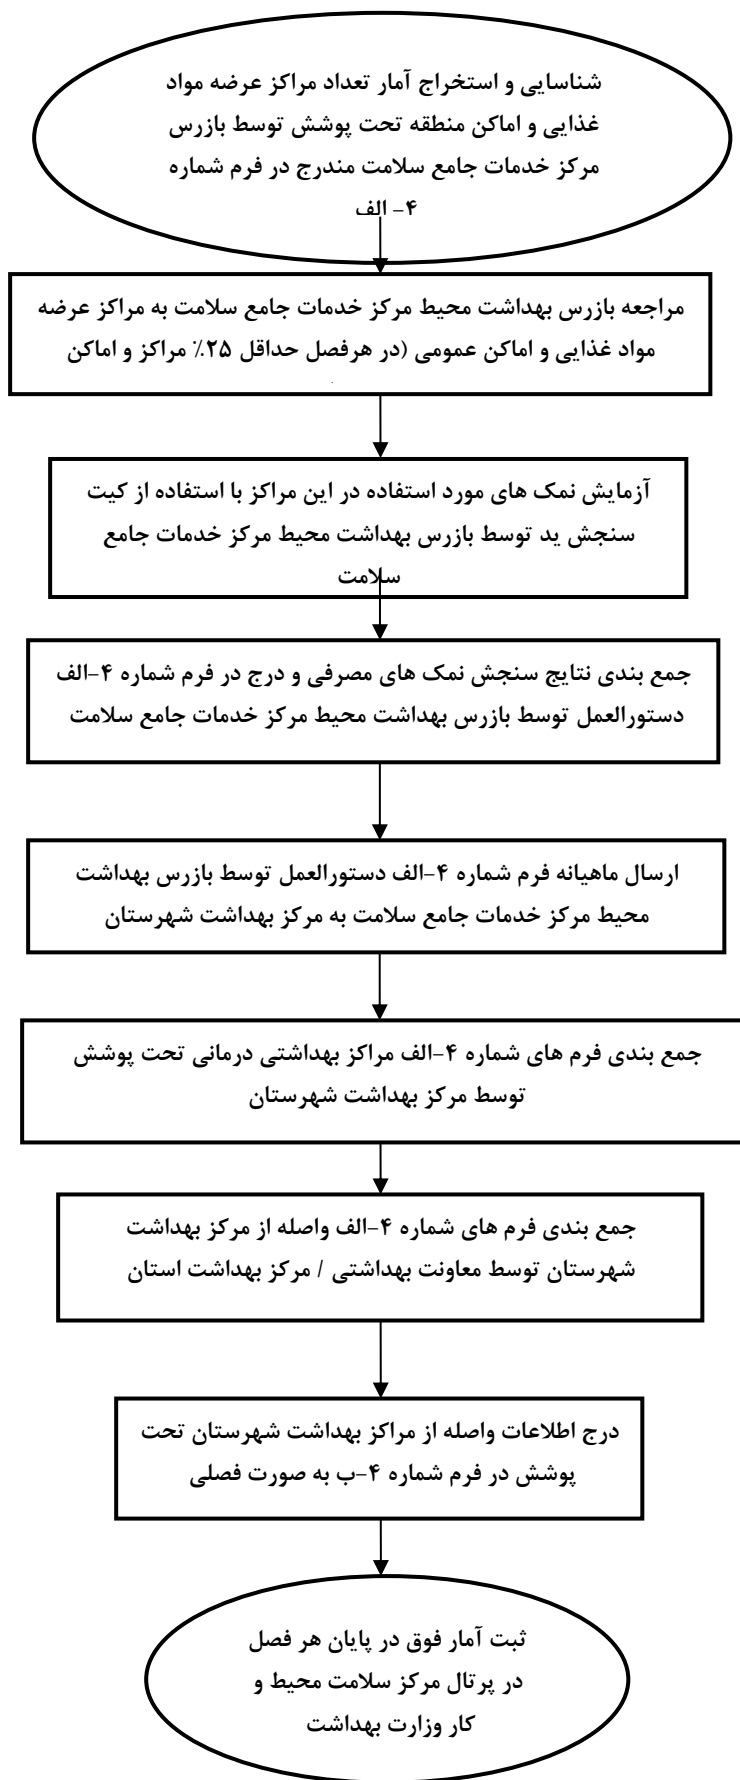 شناسایی و استخراج آمار تعداد مراکز عرضه مواد
غذایی و اماکن منطقه تحت پوشش توسط بازرس
مرکز خدمات جامع سلامت مندرج در فرم شماره
۴- الف
مراجعه بازرس بهداشت محیط مرکز خدمات جامع سلامت به مراکز عرضه
مواد غذایی و اماکن عمومی (در هرفصل حداقل ۲۵٪ مراکز و اماکن
آزمایش نمک های مورد استفاده در این مراکز با استفاده از کیت
سنجش ید توسط بازرس بهداشت محیط مرکز خدمات جامع
سلامت
جمع بندی نتایج سنجش نمک های مصرفی و درج در فرم شماره ۴-الف
دستورالعمل توسط بازرس بهداشت محیط مرکز خدمات جامع سلامت
ارسال ماهیانه فرم شماره ۴-الف دستورالعمل توسط بازرس بهداشت
محیط مرکز خدمات جامع سلامت به مرکز بهداشت شهرستان
جمع بندی فرم های شماره ۴-الف مراکز بهداشتی درمانی تحت پوشش
توسط مرکز بهداشت شهرستان
جمع بندی فرم های شماره ۴-الف واصله از مرکز بهداشت
شهرستان توسط معاونت بهداشتی / مرکز بهداشت استان
درج اطلاعات واصله از مراکز بهداشت شهرستان تحت
پوشش در فرم شماره ۴-ب به صورت فصلی
ثبت آمار فوق در پایان هر فصل
در پرتال مرکز سلامت محیط و
کار وزارت بهداشت